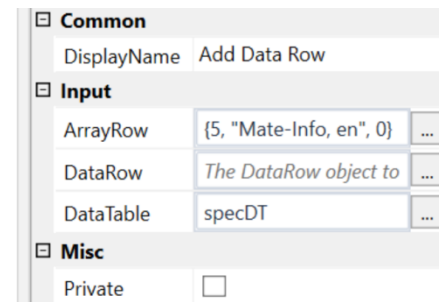 Common
DisplayName Add Data Row
Input
ArrayRow {5, "Mate-Info, en", 0} ...
DataRow The DataRow object to ...
DataTable specDT ...
Misc
Private